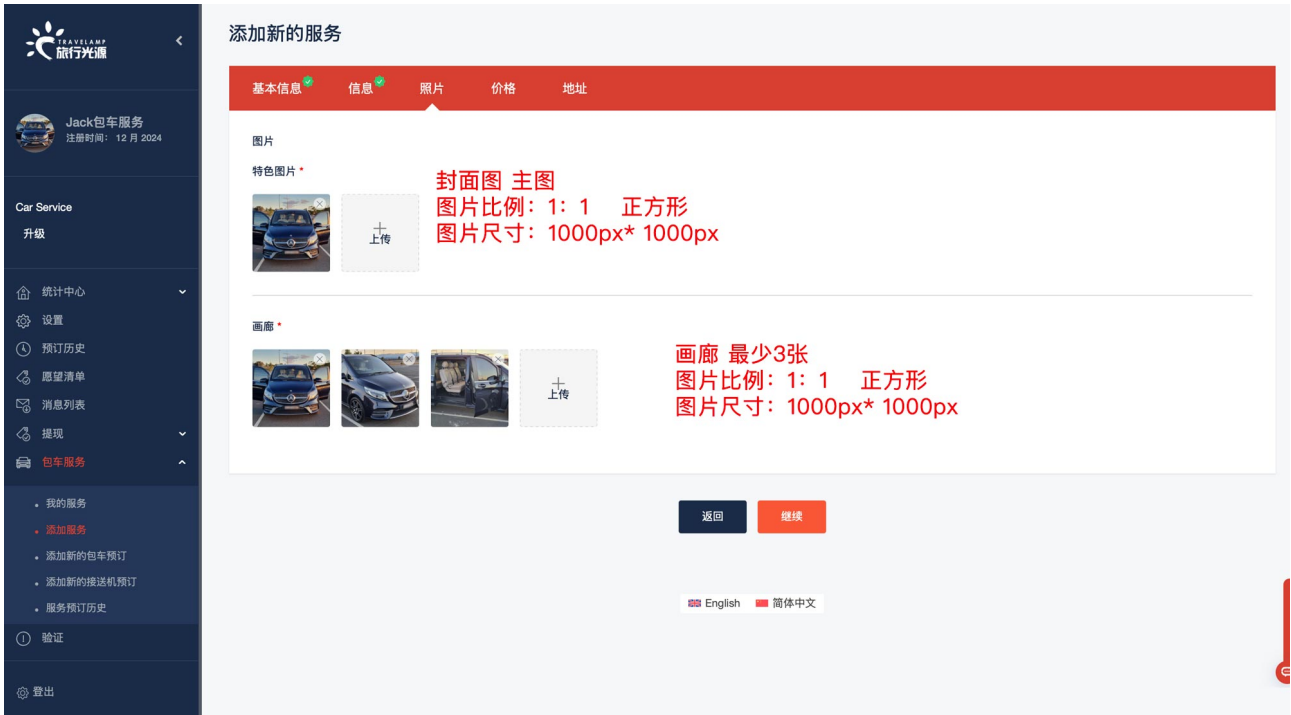 TRAVELAMP
旅行光源
Jack包车服务
注册时间： 12 月 2024
Car Service
升级
统计中心
设置
预订历史
愿望清单
消息列表
提现
包车服务
我的服务
添加服务
添加新的包车预订
添加新的接送机预订
服务预订历史
验证
登出
添加新的服务
基本信息 信息 照片 价格 地址
图片
特色图片 *
上传
封面图 主图
图片比例：1：1 正方形
图片尺寸：1000px* 1000px
画廊 *
上传
画廊 最少3张
图片比例：1：1 正方形
图片尺寸：1000px* 1000px
返回 继续
English 简体中文